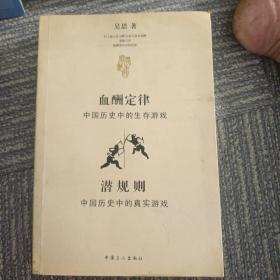 吴思 著
血酬定律
中国历史中的生存游戏
潜规则
中国历史中的真实游戏
中国工人出版社